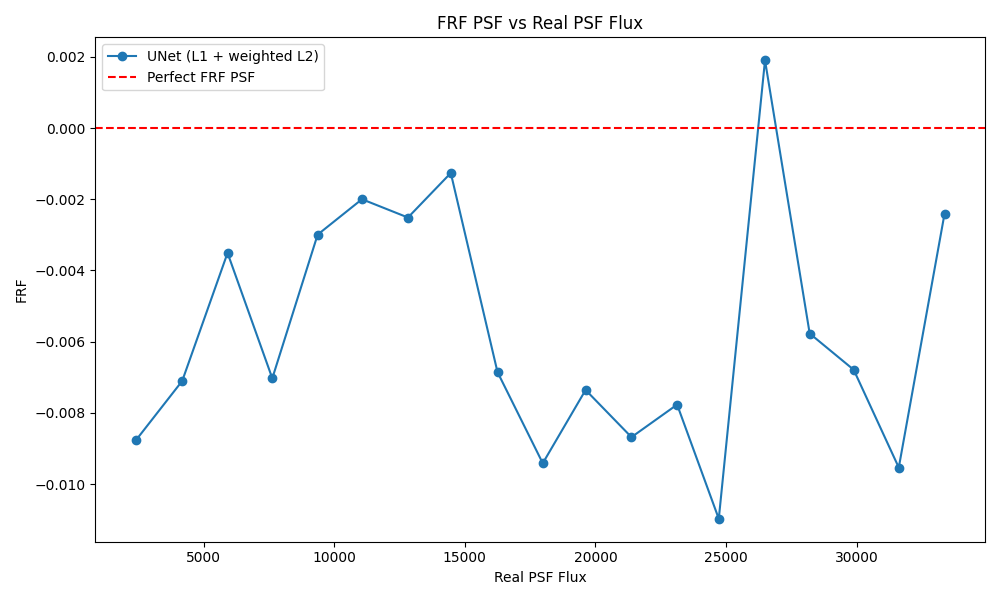 FRF PSF vs Real PSF Flux
UNet (L1 + weighted L2)
Perfect FRF PSF
0.002
0.000
−0.002
−0.004
−0.006
−0.008
−0.010
FRF
5000
10000
15000
20000
25000
30000
Real PSF Flux